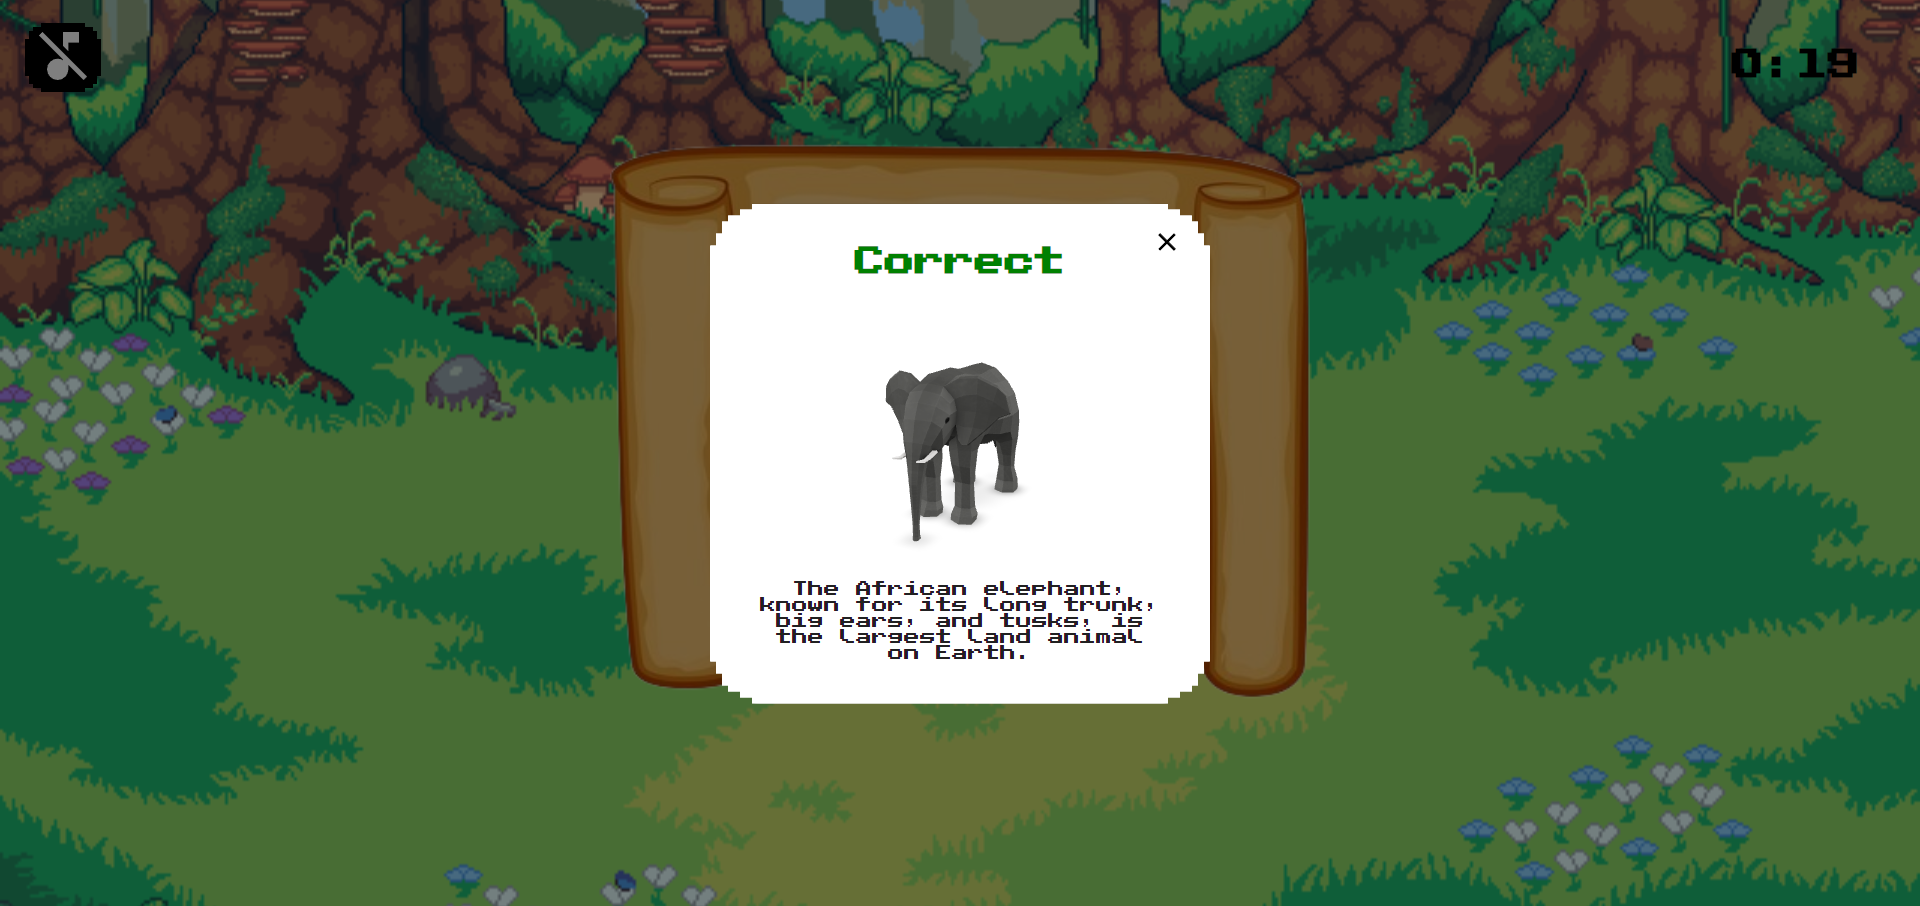 0:19
Correct
The African elephant,
known for its long trunk,
big ears, and tusks, is
the largest land animal
on Earth.